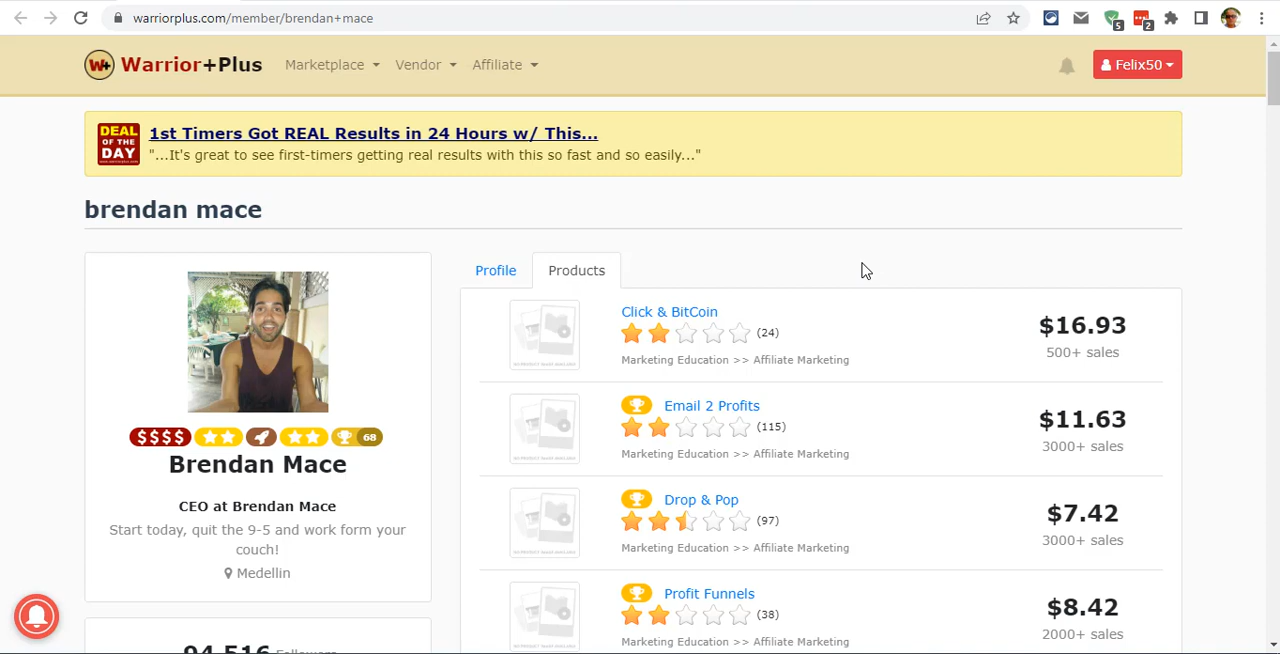 warriorplus.com/member/brendan+mace
5
2
W+ Warrior+Plus
Marketplace
Vendor
Affiliate
Felix50
DEAL
OF THE
DAY
1st Timers Got REAL Results in 24 Hours w/ This...
"...It's great to see first-timers getting real results with this so fast and so easily..."
brendan mace
$$$$
68
Brendan Mace
CEO at Brendan Mace
Start today, quit the 9-5 and work form your
couch!
Medellin
94,516 Followers
Profile
Products
Click & BitCoin
(24)
Marketing Education >> Affiliate Marketing
$16.93
500+ sales
Email 2 Profits
(115)
Marketing Education >> Affiliate Marketing
$11.63
3000+ sales
Drop & Pop
(97)
Marketing Education >> Affiliate Marketing
$7.42
3000+ sales
Profit Funnels
(38)
Marketing Education >> Affiliate Marketing
$8.42
2000+ sales